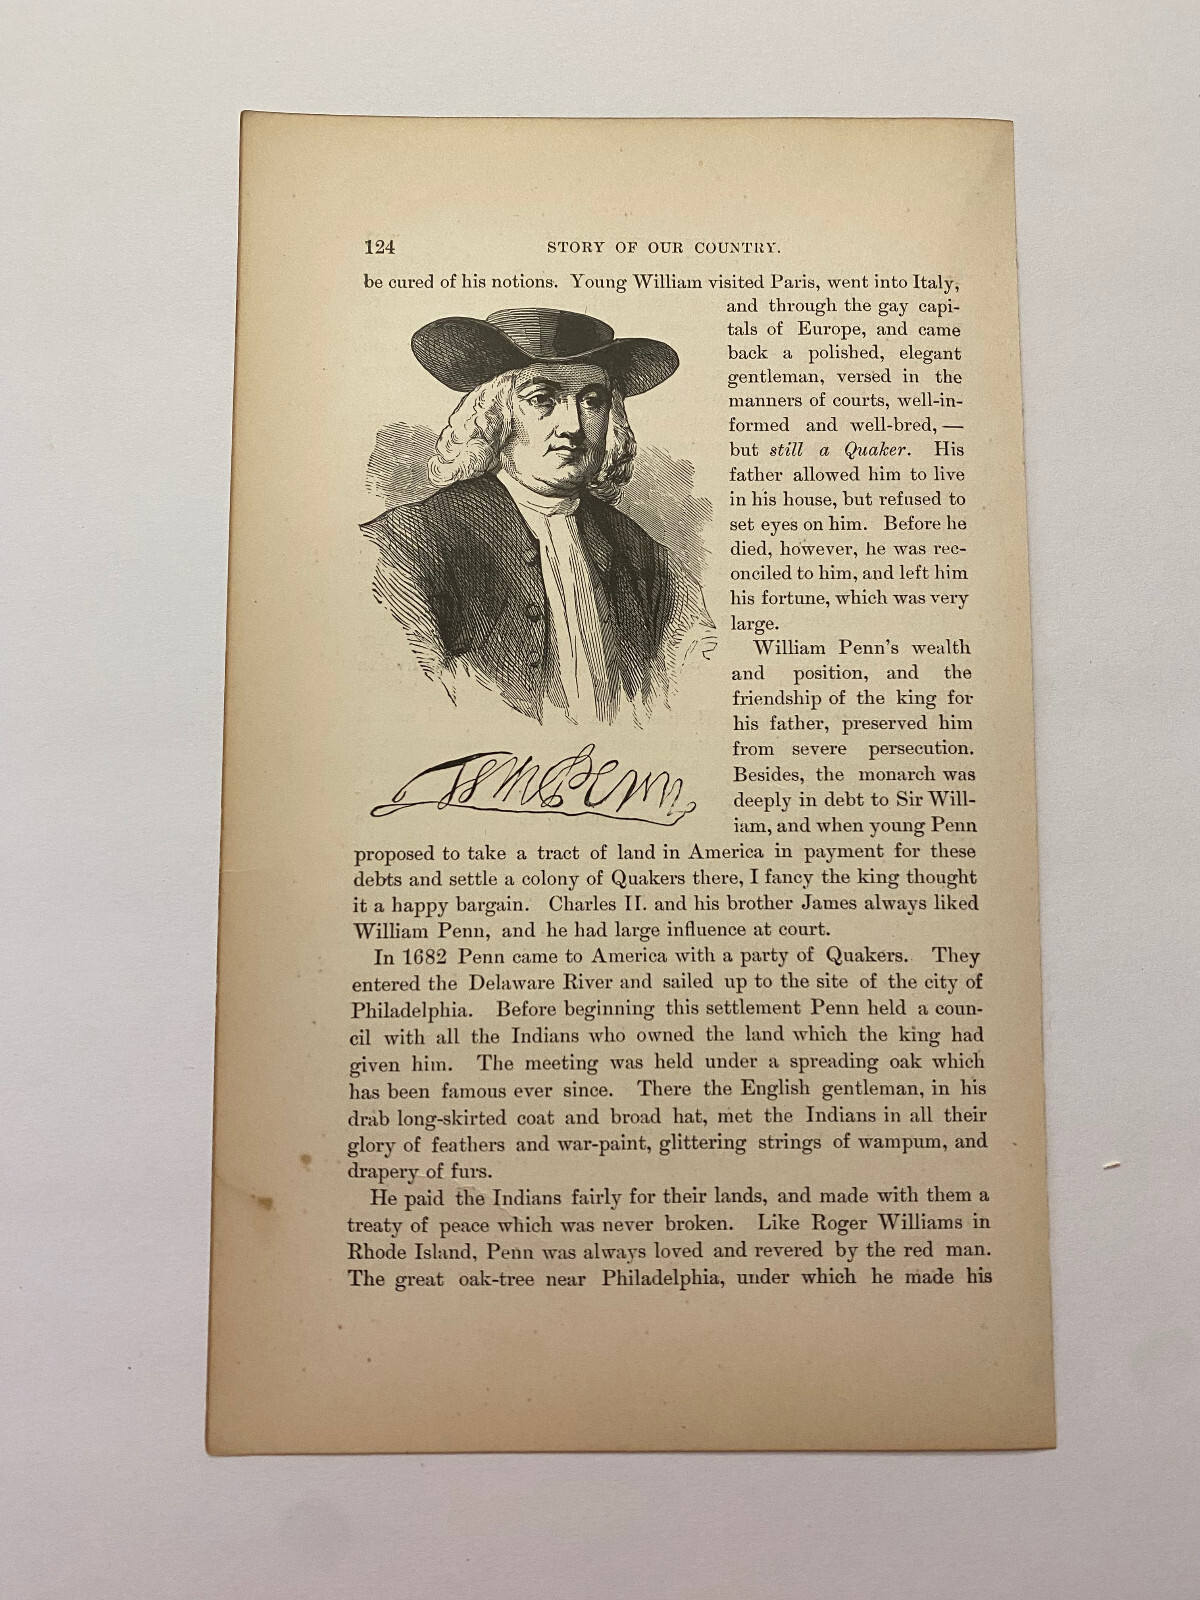 124 STORY OF OUR COUNTRY.
be cured of his notions. Young William visited Paris, went into Italy,
and through the gay capi-
tals of Europe, and came
back a polished, elegant
gentleman, versed in the
manners of courts, well-in-
formed and well-bred, —
but still a Quaker. His
father allowed him to live
in his house, but refused to
set eyes on him. Before he
died, however, he was rec-
onciled to him, and left him
his fortune, which was very
large.
William Penn's wealth
and position, and the
friendship of the king for
his father, preserved him
from severe persecution.
Besides, the monarch was
deeply in debt to Sir Will-
iam, and when young Penn
Wm Penn
proposed to take a tract of land in America in payment for these
debts and settle a colony of Quakers there, I fancy the king thought
it a happy bargain. Charles II. and his brother James always liked
William Penn, and he had large influence at court.
In 1682 Penn came to America with a party of Quakers. They
entered the Delaware River and sailed up to the site of the city of
Philadelphia. Before beginning this settlement Penn held a coun-
cil with all the Indians who owned the land which the king had
given him. The meeting was held under a spreading oak which
has been famous ever since. There the English gentleman, in his
drab long-skirted coat and broad hat, met the Indians in all their
glory of feathers and war-paint, glittering strings of wampum, and
drapery of furs.
He paid the Indians fairly for their lands, and made with them a
treaty of peace which was never broken. Like Roger Williams in
Rhode Island, Penn was always loved and revered by the red man.
The great oak-tree near Philadelphia, under which he made his